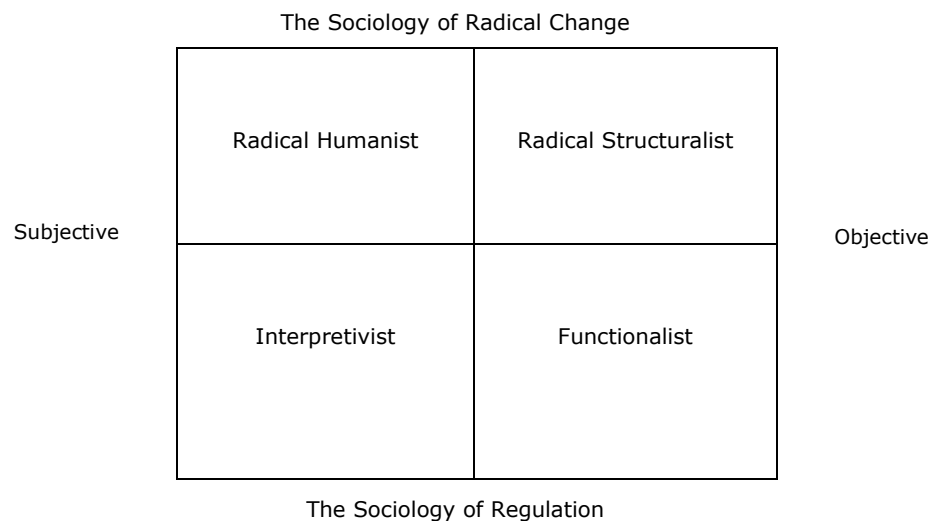 The Sociology of Radical Change
Radical Humanist
Radical Structuralist
Subjective
Objective
Interpretivist
Functionalist
The Sociology of Regulation